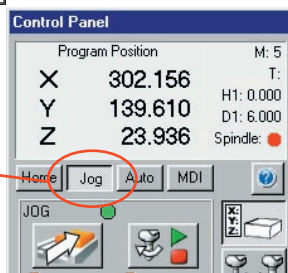 Control Panel
Program Position M: 5
X 302.156 T:
Y 139.610 H1: 0.000
D1: 6.000
Z 23.936 Spindle:
Home Jog Auto MDI ?
JOG
X:
Y:
Z: